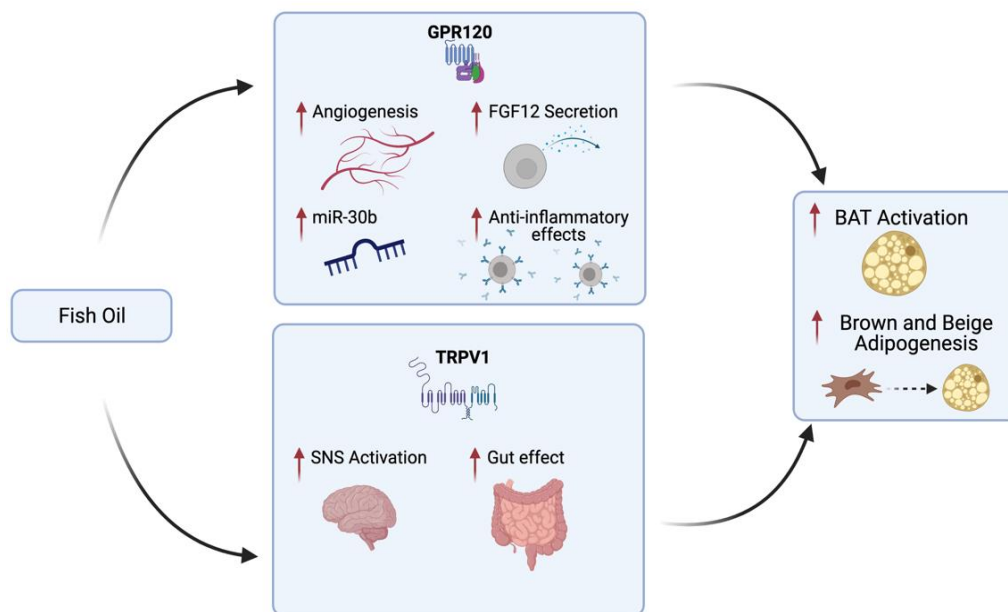 Fish Oil
GPR120
Angiogenesis
FGF12 Secretion
miR-30b
Anti-inflammatory
effects
TRPV1
SNS Activation
Gut effect
BAT Activation
Brown and Beige
Adipogenesis